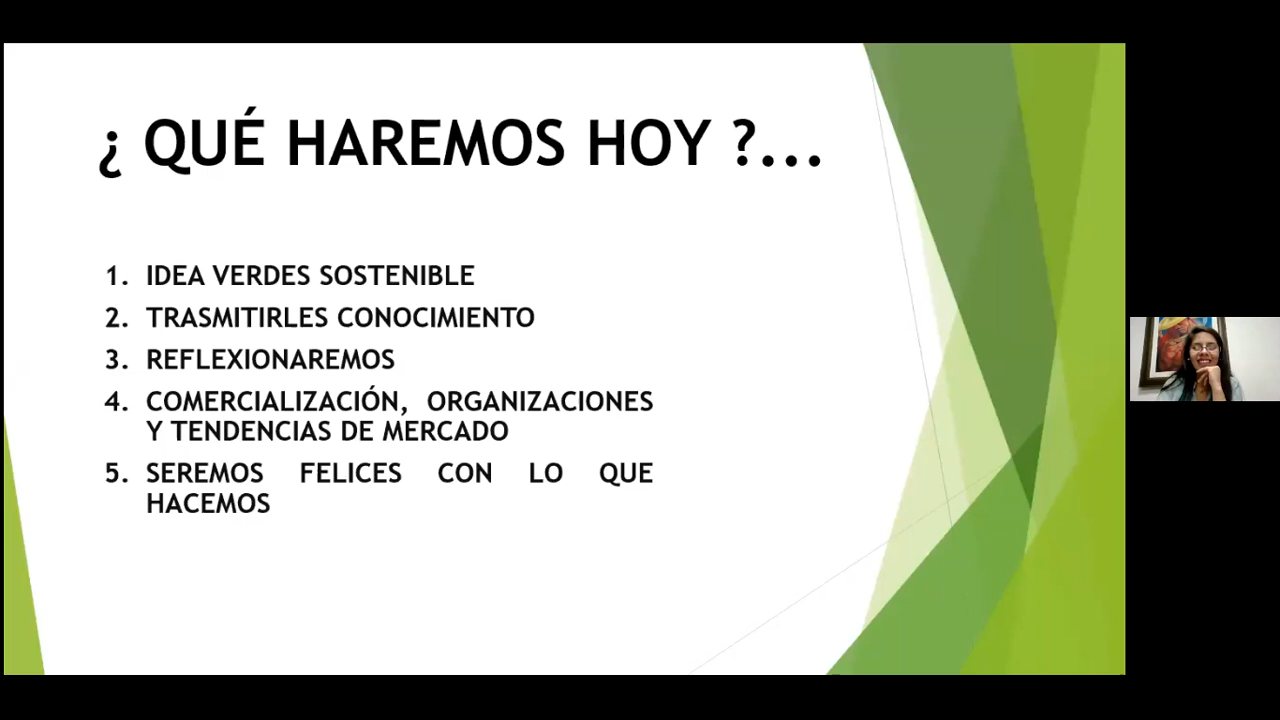 ¿ QUÉ HAREMOS HOY ?...
1. IDEA VERDES SOSTENIBLE
2. TRASMITIRLES CONOCIMIENTO
3. REFLEXIONAREMOS
4. COMERCIALIZACIÓN, ORGANIZACIONES
Y TENDENCIAS DE MERCADO
5. SEREMOS FELICES CON LO QUE
HACEMOS